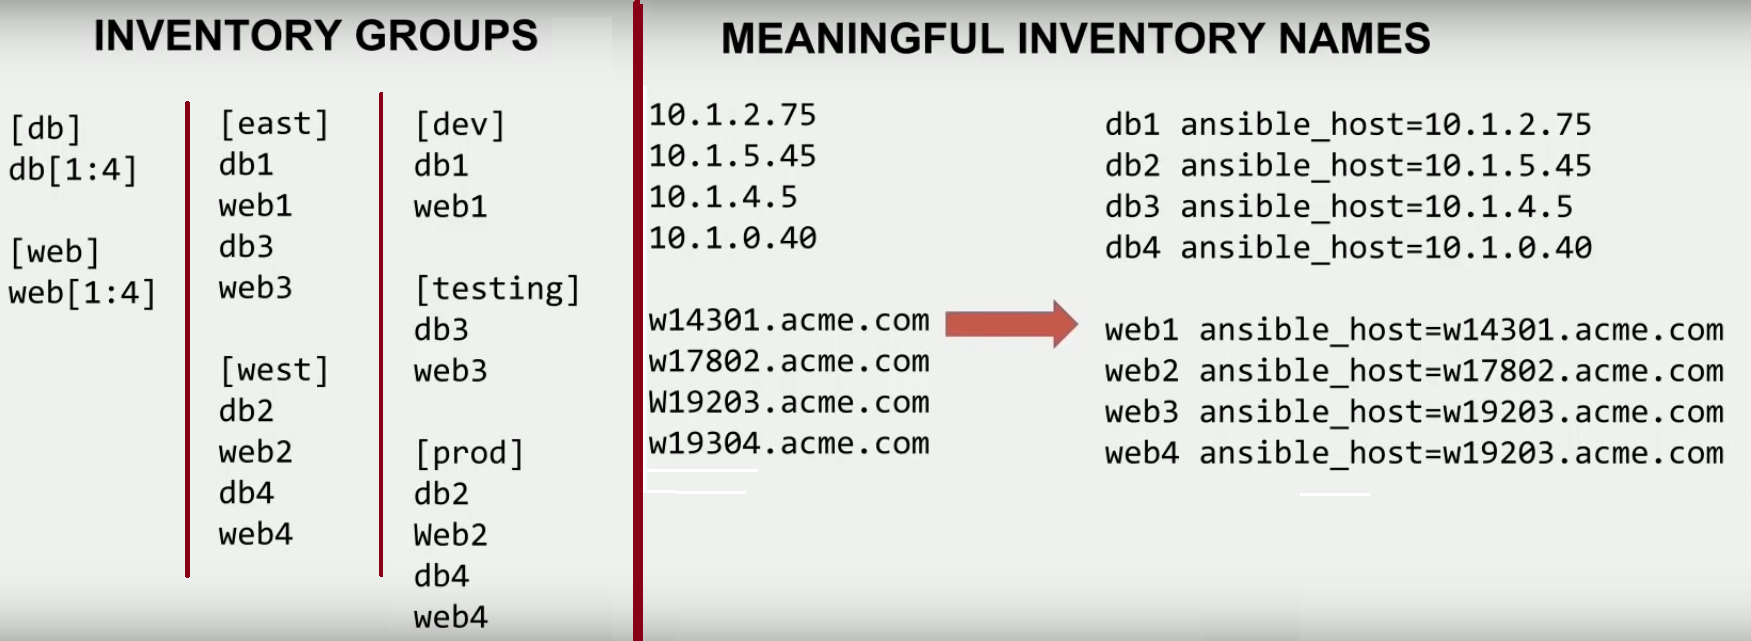 INVENTORY GROUPS
[db]
db[1:4]
[web]
web[1:4]
[east]
db1
web1
db3
web3
[west]
db2
web2
db4
web4
[dev]
db1
web1
[testing]
db3
web3
[prod]
db2
Web2
db4
web4
MEANINGFUL INVENTORY NAMES
10.1.2.75
10.1.5.45
10.1.4.5
10.1.0.40
w14301.acme.com
w17802.acme.com
W19203.acme.com
w19304.acme.com
db1 ansible_host=10.1.2.75
db2 ansible_host=10.1.5.45
db3 ansible_host=10.1.4.5
db4 ansible_host=10.1.0.40
web1 ansible_host=w14301.acme.com
web2 ansible_host=w17802.acme.com
web3 ansible_host=w19203.acme.com
web4 ansible_host=w19203.acme.com